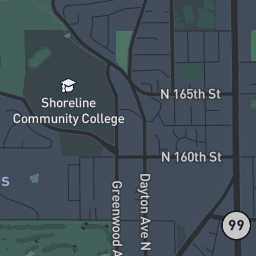 N 165th St
Shoreline
Community College
N 160th St
Greenwood A
Dayton Ave N
S
99